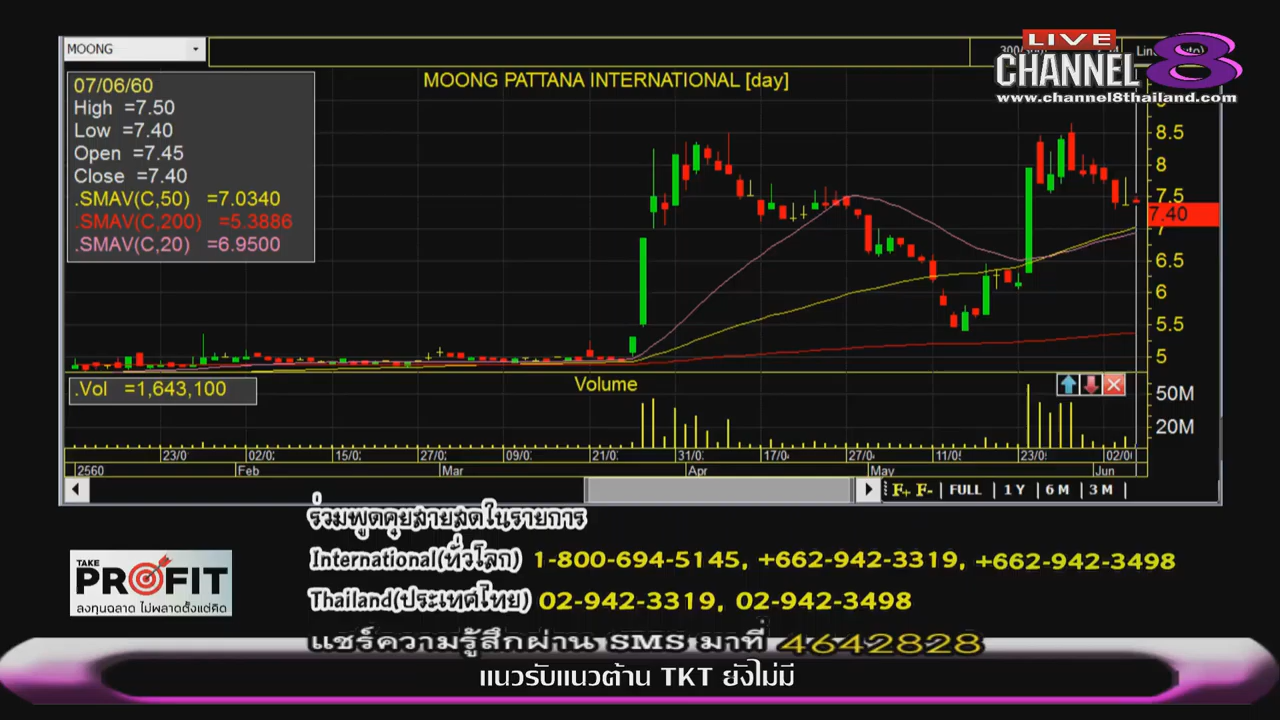 MOONG
LIVE
CHANNEL 8
www.channel8thailand.com
MOONG PATTANA INTERNATIONAL [day]
07/06/60
High =7.50
Low =7.40
Open =7.45
Close =7.40
.SMAV(C,50) =7.0340
.SMAV(C,200) =5.3886
.SMAV(C,20) =6.9500
8.5
8
7.5
7.40
7
6.5
6
5.5
5
.Vol =1,643,100
Volume
50M
20M
23/0 02/0 15/0 27/0 09/0 21/0 31/0 17/0 27/0 11/0 23/0 02/0
2560 Feb Mar Apr May Jun
F+ F- FULL 1 Y 6 M 3 M
ร่วมพูดคุยสายสดในรายการ
International(ทั่วโลก) 1-800-694-5145, +662-942-3319, +662-942-3498
TAKE
PROFIT
ลงทุนฉลาด ไม่พลาดตั้งแต่คิด
Thailand(ประเทศไทย) 02-942-3319, 02-942-3498
แชร์ความรู้สึกผ่าน SMS มาที่ 4642828
แนวรับแนวต้าน TKT ยังไม่มี